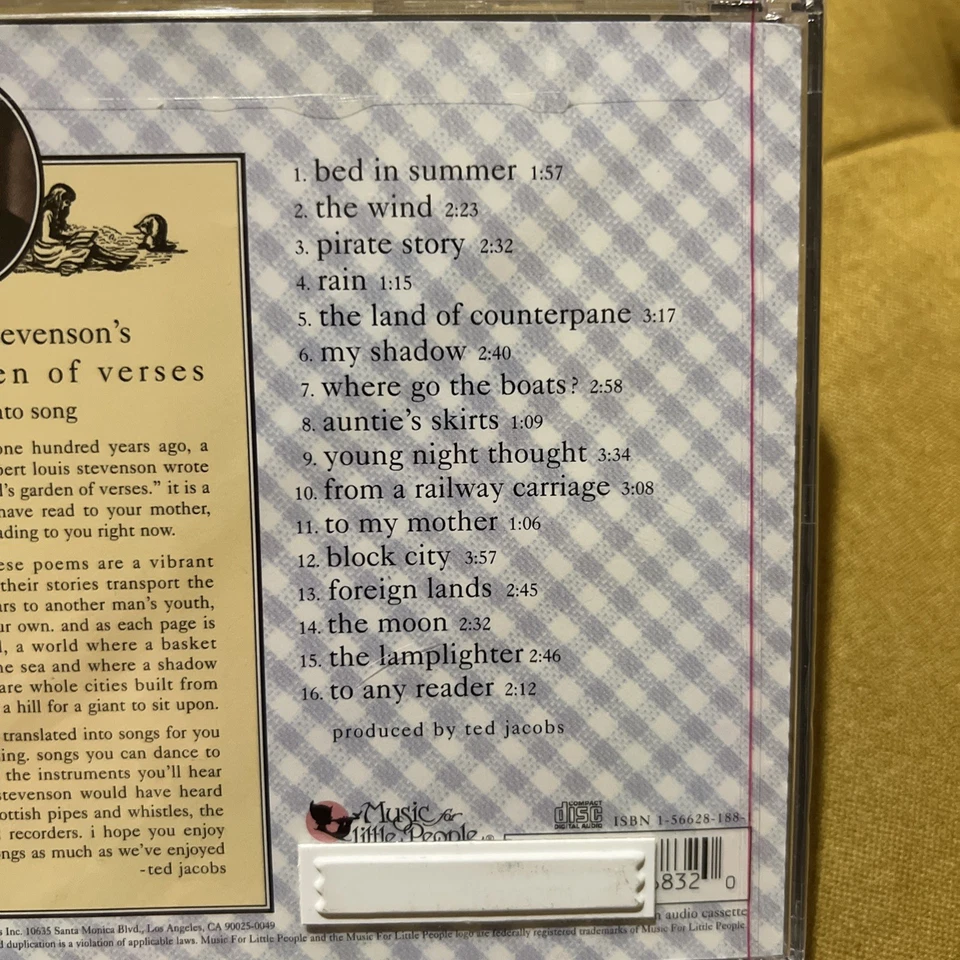 evenson's
en of verses
nto song
one hundred years ago, a
bert louis stevenson wrote
l's garden of verses." it is a
have read to your mother,
ading to you right now.
ese poems are a vibrant
their stories transport the
ars to another man's youth,
ur own. and as each page is
l, a world where a basket
he sea and where a shadow
are whole cities built from
a hill for a giant to sit upon.
translated into songs for you
ing. songs you can dance to
the instruments you'll hear
stevenson would have heard
ottish pipes and whistles, the
recorders. i hope you enjoy
ngs as much as we've enjoyed
-ted jacobs
1. bed in summer 1:57
2. the wind 2:23
3. pirate story 2:32
4. rain 1:15
5. the land of counterpane 3:17
6. my shadow 2:40
7. where go the boats? 2:58
8. auntie's skirts 1:09
9. young night thought 3:34
10. from a railway carriage 3:08
11. to my mother 1:06
12. block city 3:57
13. foreign lands 2:45
14. the moon 2:32
15. the lamplighter 2:46
16. to any reader 2:12
produced by ted jacobs
Music for
Little People
COMPACT
disc
DIGITAL AUDIO
ISBN 1-56628-188-
6832 0
n audio cassette
s Inc. 10635 Santa Monica Blvd., Los Angeles, CA 90025-0049
d duplication is a violation of applicable laws. Music For Little People and the Music For Little People logo are federally registered trademarks of Music For Little People